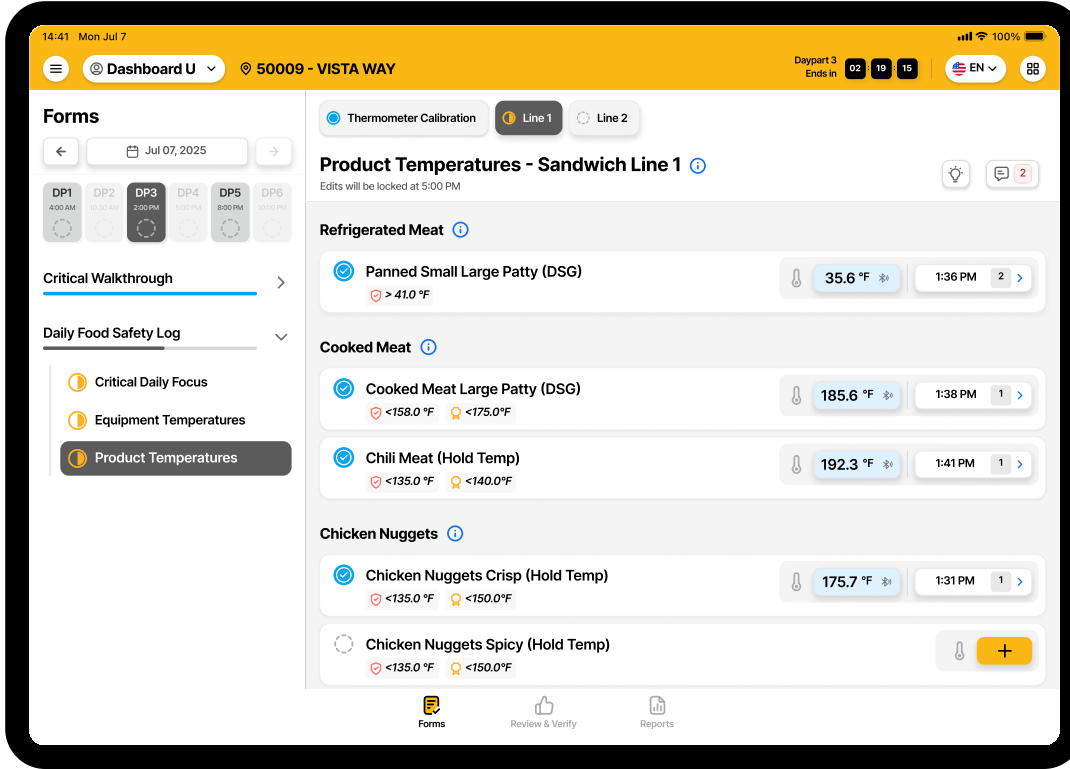 14:41 Mon Jul 7
100%
Dashboard U
50009 - VISTA WAY
Daypart 3
Ends in
02 : 19 : 15
EN
Forms
Jul 07, 2025
DP1 DP2 DP3 DP4 DP5 DP6
4:00 AM 10:30 AM 2:00 PM 5:00 PM 8:00 PM 10:00 PM
Critical Walkthrough
Daily Food Safety Log
Critical Daily Focus
Equipment Temperatures
Product Temperatures
Thermometer Calibration
Line 1
Line 2
Product Temperatures - Sandwich Line 1
Edits will be locked at 5:00 PM
2
Refrigerated Meat
Panned Small Large Patty (DSG)
> 41.0 °F
35.6 °F
1:36 PM 2
Cooked Meat
Cooked Meat Large Patty (DSG)
<158.0 °F <175.0°F
185.6 °F
1:38 PM 1
Chili Meat (Hold Temp)
<135.0 °F <140.0°F
192.3 °F
1:41 PM 1
Chicken Nuggets
Chicken Nuggets Crisp (Hold Temp)
<135.0 °F <150.0°F
175.7 °F
1:31 PM 1
Chicken Nuggets Spicy (Hold Temp)
<135.0 °F <150.0°F
Forms
Review & Verify
Reports